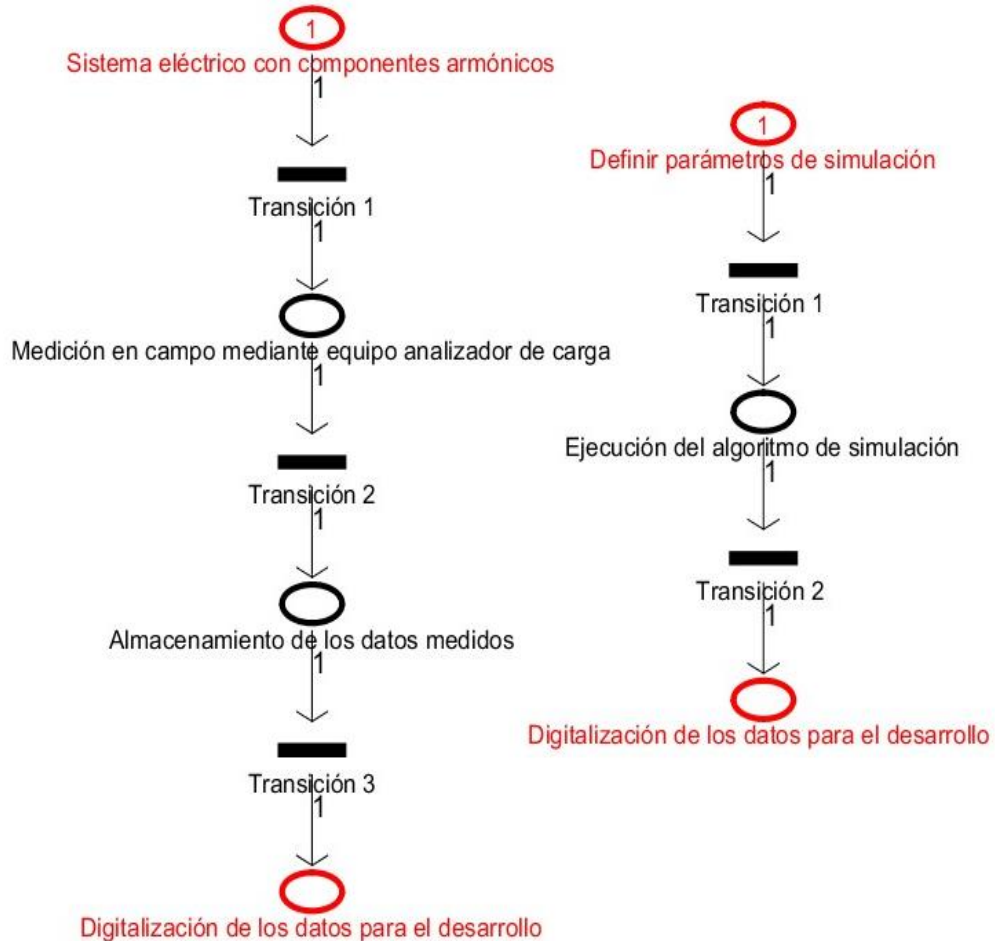 1
Sistema eléctrico con componentes armónicos
1
Transición 1
1
Medición en campo mediante equipo analizador de carga
1
Transición 2
1
Almacenamiento de los datos medidos
1
Transición 3
1
Digitalización de los datos para el desarrollo
1
Definir parámetros de simulación
1
Transición 1
1
Ejecución del algoritmo de simulación
1
Transición 2
1
Digitalización de los datos para el desarrollo